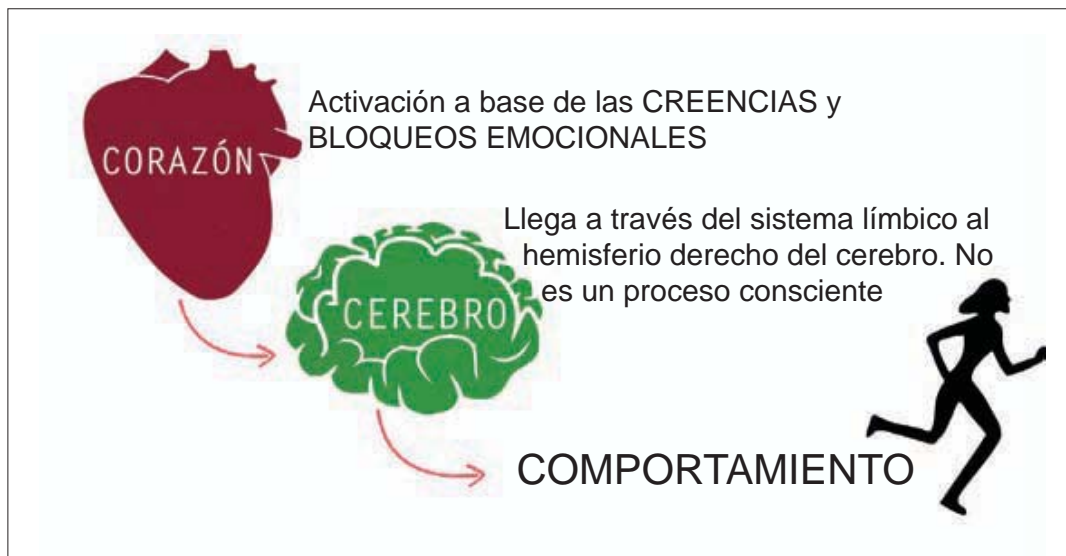 Activación a base de las CREENCIAS y
BLOQUEOS EMOCIONALES
CORAZÓN
Llega a través del sistema límbico al
hemisferio derecho del cerebro. No
es un proceso consciente
CEREBRO
COMPORTAMIENTO